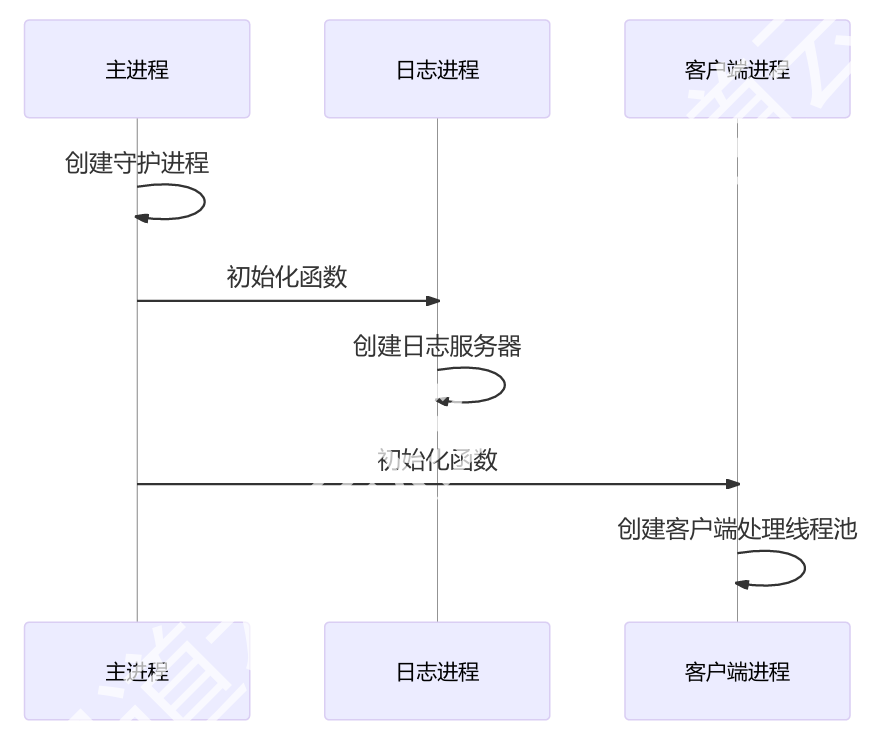 主进程
日志进程
客户端进程
创建守护进程
初始化函数
创建日志服务器
初始化函数
创建客户端处理线程池
主进程
日志进程
客户端进程